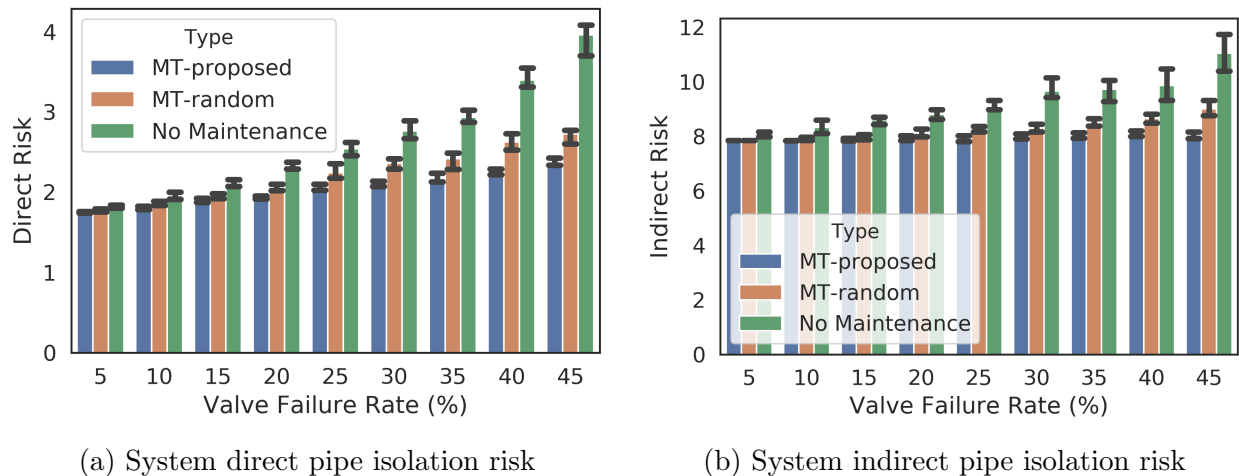 4
3
2
1
0
Direct Risk
Type
MT-proposed
MT-random
No Maintenance
5 10 15 20 25 30 35 40 45
Valve Failure Rate (%)
(a) System direct pipe isolation risk
12
10
8
6
4
2
0
Indirect Risk
Type
MT-proposed
MT-random
No Maintenance
5 10 15 20 25 30 35 40 45
Valve Failure Rate (%)
(b) System indirect pipe isolation risk